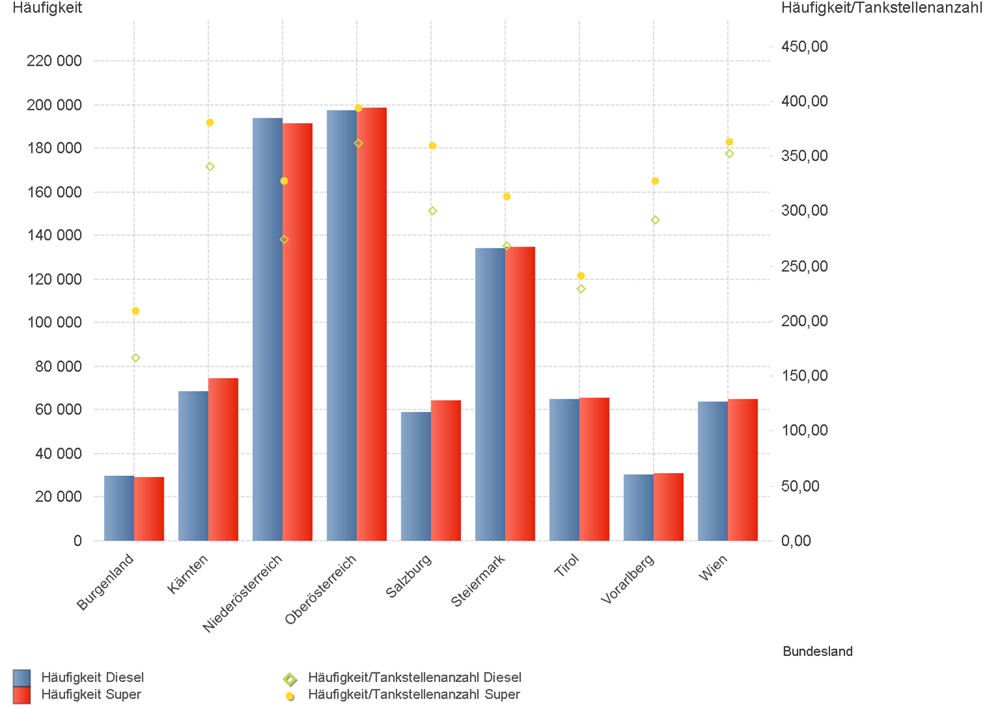 Häufigkeit
Häufigkeit/Tankstellenanzahl
220 000
200 000
180 000
160 000
140 000
120 000
100 000
80 000
60 000
40 000
20 000
0
450,00
400,00
350,00
300,00
250,00
200,00
150,00
100,00
50,00
0,00
Burgenland
Kärnten
Niederösterreich
Oberösterreich
Salzburg
Steiermark
Tirol
Vorarlberg
Wien
Bundesland
Häufigkeit Diesel
Häufigkeit Super
Häufigkeit/Tankstellenanzahl Diesel
Häufigkeit/Tankstellenanzahl Super